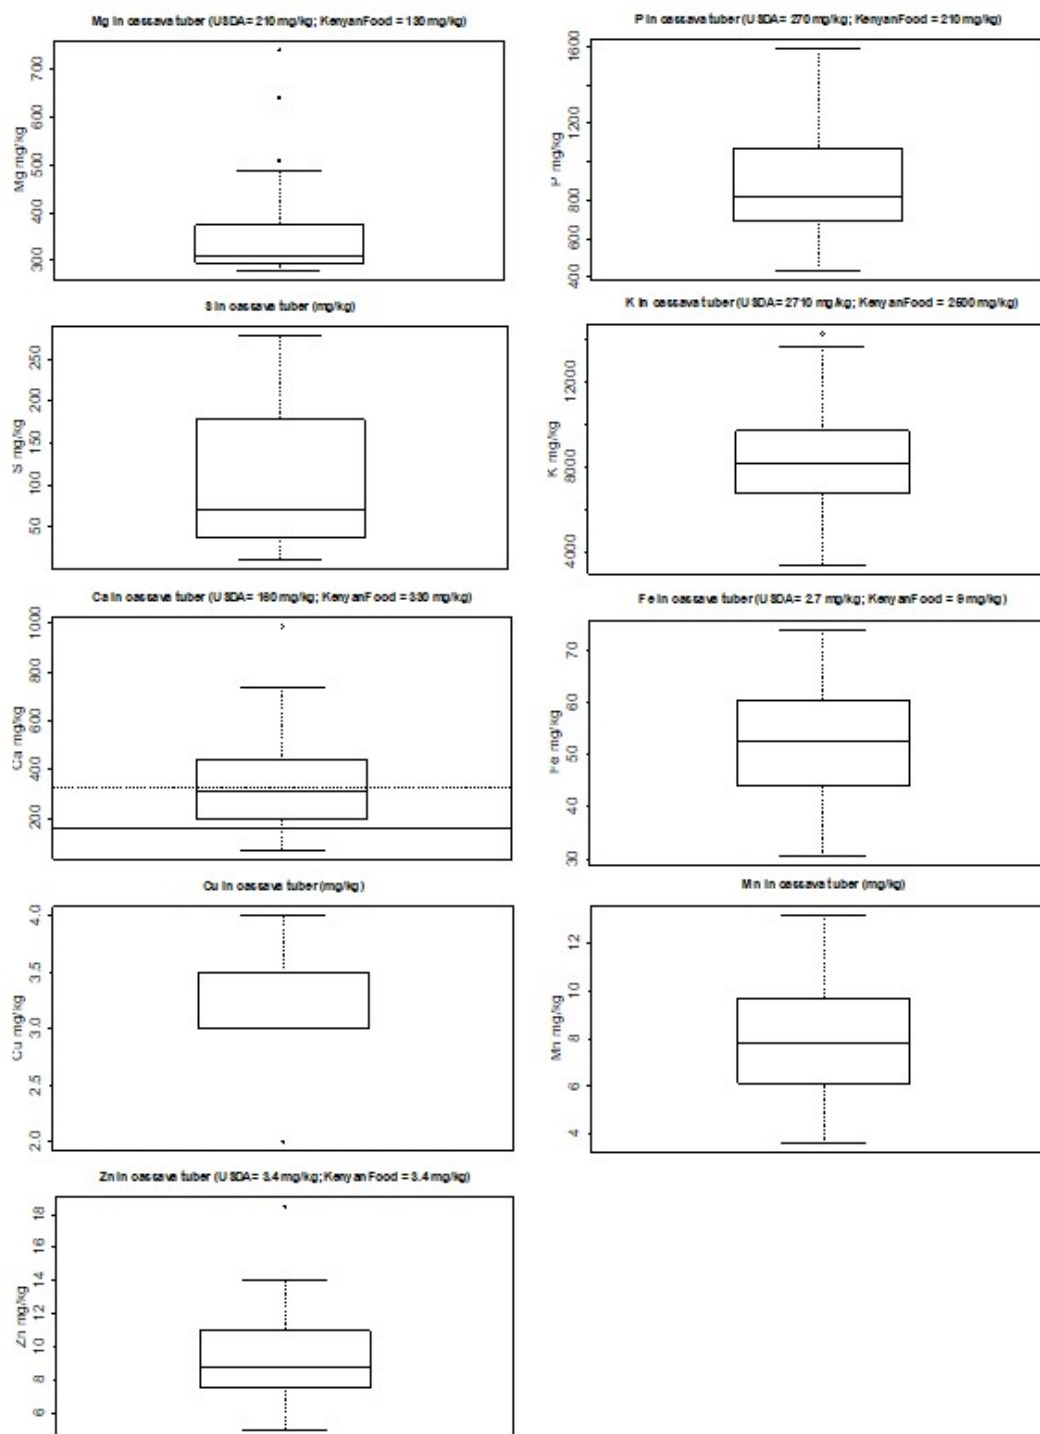 Mg in cassava tuber (USDA= 210 mg/kg; KenyanFood = 130 mg/kg)
700
600
500
400
300
Mg mg/kg
P in cassava tuber (USDA= 270 mg/kg; KenyanFood = 210 mg/kg)
1600
1200
800
600
400
P mg/kg
S in cassava tuber (mg/kg)
250
200
150
100
50
S mg/kg
K in cassava tuber (USDA= 2710 mg/kg; KenyanFood = 2600 mg/kg)
12000
8000
4000
K mg/kg
Ca in cassava tuber (USDA= 160 mg/kg; KenyanFood = 330 mg/kg)
1000
800
600
400
200
Ca mg/kg
Fe in cassava tuber (USDA= 2.7 mg/kg; KenyanFood = 9 mg/kg)
70
60
50
40
30
Fe mg/kg
Cu in cassava tuber (mg/kg)
4.0
3.5
3.0
2.5
2.0
Cu mg/kg
Mn in cassava tuber (mg/kg)
12
10
8
6
4
Mn mg/kg
Zn in cassava tuber (USDA= 3.4 mg/kg; KenyanFood = 3.4 mg/kg)
18
16
14
12
10
8
6
Zn mg/kg